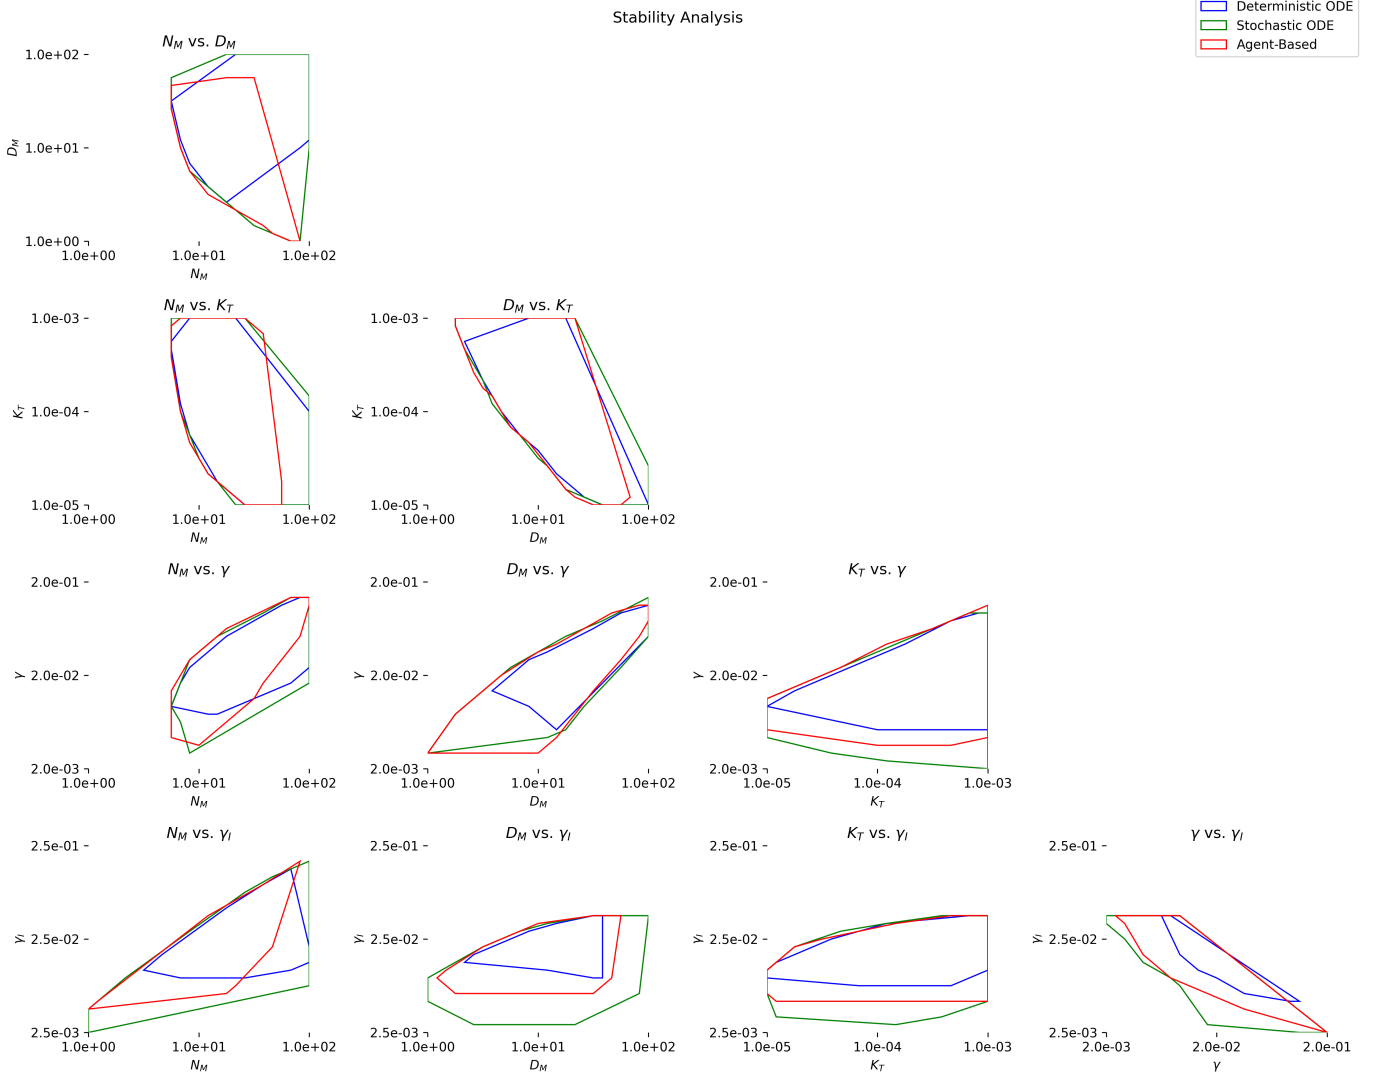 Stability Analysis
Deterministic ODE
Stochastic ODE
Agent-Based
N_M vs. D_M
1.0e+02
1.0e+01
1.0e+00
D_M
1.0e+00 1.0e+01 1.0e+02
N_M
N_M vs. K_T
1.0e-03
1.0e-04
1.0e-05
K_T
1.0e+00 1.0e+01 1.0e+02
N_M
D_M vs. K_T
1.0e-03
1.0e-04
1.0e-05
K_T
1.0e+00 1.0e+01 1.0e+02
D_M
N_M vs. γ
2.0e-01
2.0e-02
2.0e-03
γ
1.0e+00 1.0e+01 1.0e+02
N_M
D_M vs. γ
2.0e-01
2.0e-02
2.0e-03
γ
1.0e+00 1.0e+01 1.0e+02
D_M
K_T vs. γ
2.0e-01
2.0e-02
2.0e-03
γ
1.0e-05 1.0e-04 1.0e-03
K_T
N_M vs. γ_I
2.5e-01
2.5e-02
2.5e-03
γ_I
1.0e+00 1.0e+01 1.0e+02
N_M
D_M vs. γ_I
2.5e-01
2.5e-02
2.5e-03
γ_I
1.0e+00 1.0e+01 1.0e+02
D_M
K_T vs. γ_I
2.5e-01
2.5e-02
2.5e-03
γ_I
1.0e-05 1.0e-04 1.0e-03
K_T
γ vs. γ_I
2.5e-01
2.5e-02
2.5e-03
γ_I
2.0e-03 2.0e-02 2.0e-01
γ